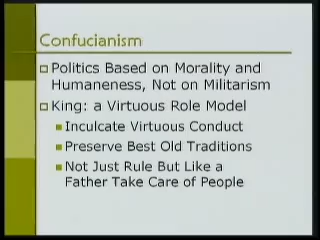 Confucianism
Politics Based on Morality and
Humaneness, Not on Militarism
King: a Virtuous Role Model
Inculcate Virtuous Conduct
Preserve Best Old Traditions
Not Just Rule But Like a
Father Take Care of People